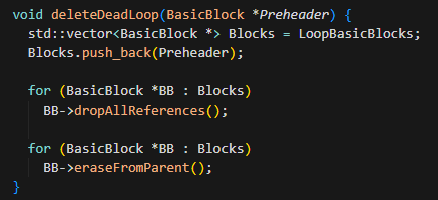 void deleteDeadLoop(BasicBlock *Preheader) {
  std::vector<BasicBlock *> Blocks = LoopBasicBlocks;
  Blocks.push_back(Preheader);

  for (BasicBlock *BB : Blocks)
    BB->dropAllReferences();

  for (BasicBlock *BB : Blocks)
    BB->eraseFromParent();
}